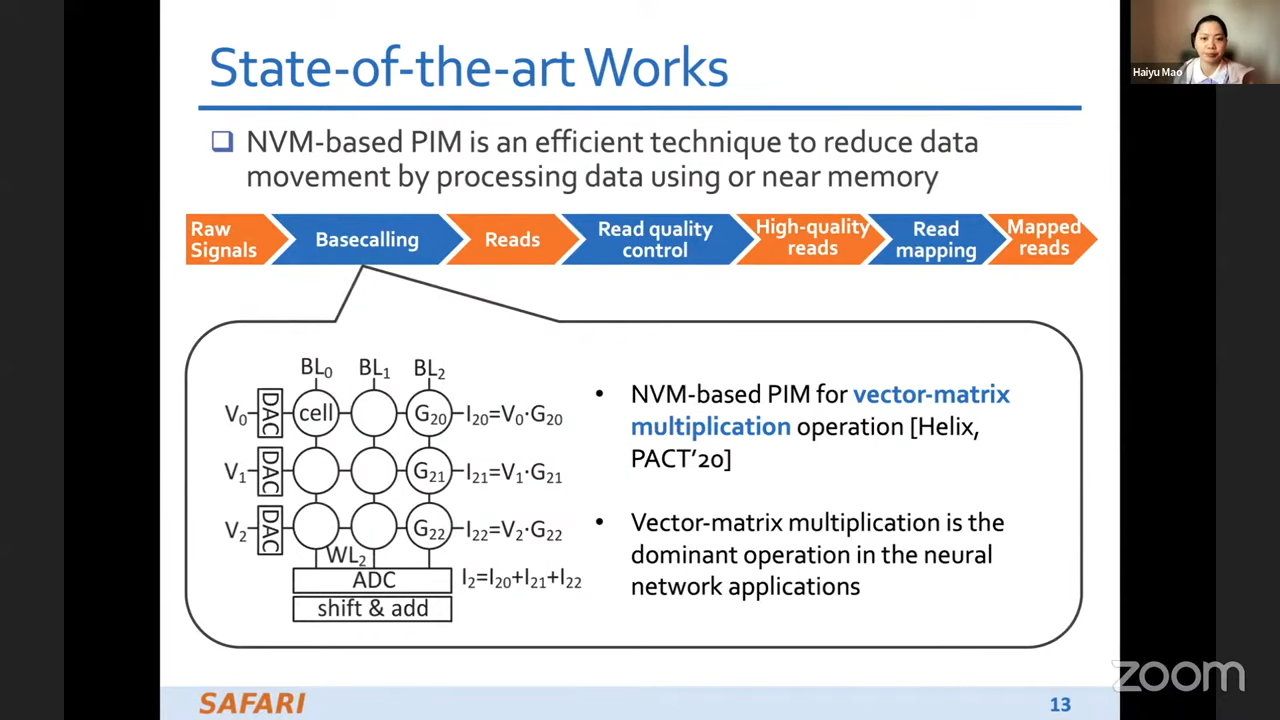 State-of-the-art Works
Haiyu Mao
❑ NVM-based PIM is an efficient technique to reduce data
movement by processing data using or near memory
Raw
Signals
Basecalling
Reads
Read quality
control
High-quality
reads
Read
mapping
Mapped
reads
BL₀ BL₁ BL₂
V₀ DAC cell G₂₀ I₂₀=V₀·G₂₀
V₁ DAC G₂₁ I₂₁=V₁·G₂₁
V₂ DAC G₂₂ I₂₂=V₂·G₂₂
WL₂
ADC I₂=I₂₀+I₂₁+I₂₂
shift & add
• NVM-based PIM for vector-matrix
multiplication operation [Helix,
PACT'20]
• Vector-matrix multiplication is the
dominant operation in the neural
network applications
SAFARI
13
zoom